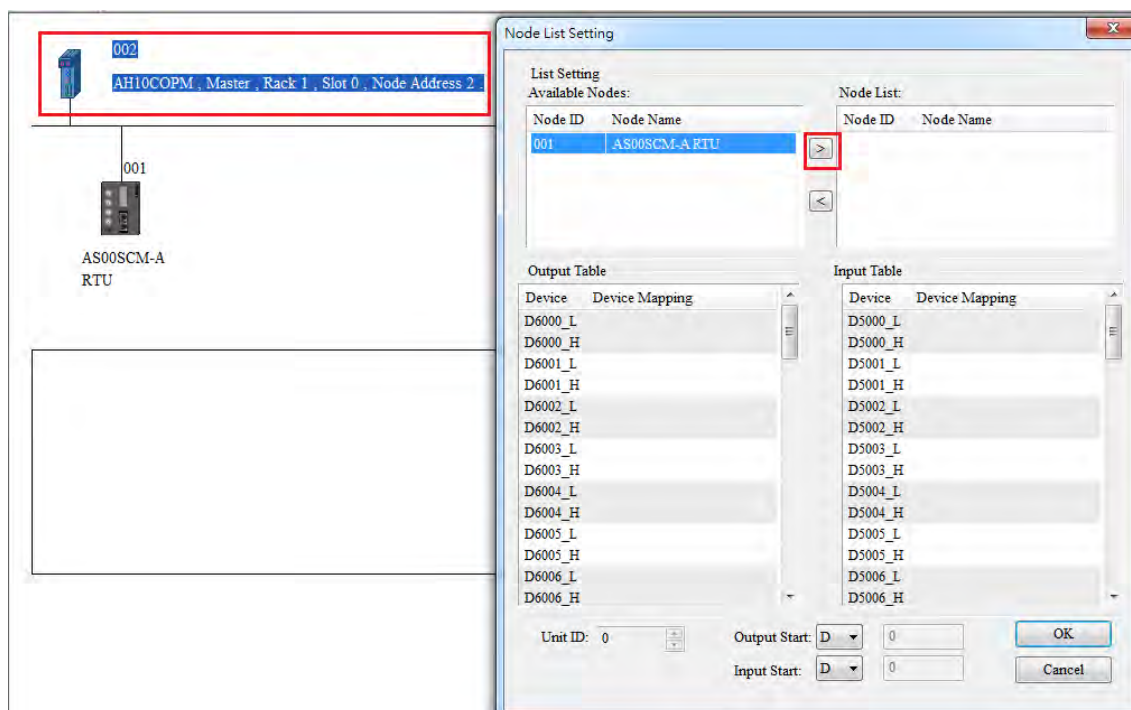 002
AH10COPM , Master , Rack 1 , Slot 0 , Node Address 2 .
001
AS00SCM-A
RTU
Node List Setting
x
List Setting
Available Nodes:
Node List:
Node ID Node Name
Node ID Node Name
001 AS00SCM-A RTU
>
<
Output Table
Input Table
Device Device Mapping
Device Device Mapping
D6000_L D5000_L
D6000_H D5000_H
D6001_L D5001_L
D6001_H D5001_H
D6002_L D5002_L
D6002_H D5002_H
D6003_L D5003_L
D6003_H D5003_H
D6004_L D5004_L
D6004_H D5004_H
D6005_L D5005_L
D6005_H D5005_H
D6006_L D5006_L
D6006_H D5006_H
Unit ID: 0 Output Start: D 0 OK
Input Start: D 0 Cancel